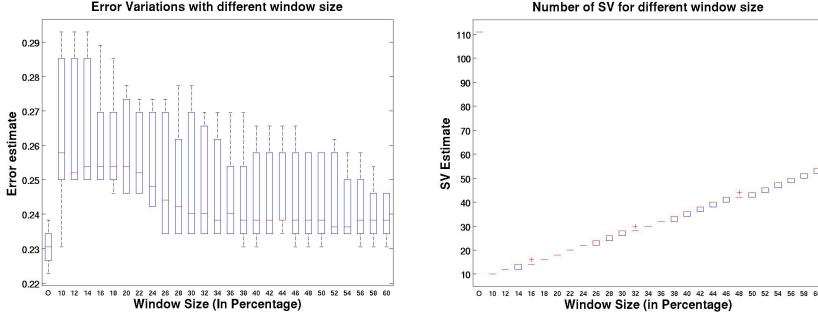 Error Variations with different window size
Error estimate
0.29
0.28
0.27
0.26
0.25
0.24
0.23
0.22
O 10 12 14 16 18 20 22 24 26 28 30 32 34 36 38 40 42 44 46 48 50 52 54 56 58 60
Window Size (In Percentage)
Number of SV for different window size
SV Estimate
110
100
90
80
70
60
50
40
30
20
10
O 10 12 14 16 18 20 22 24 26 28 30 32 34 36 38 40 42 44 46 48 50 52 54 56 58 60
Window Size (in Percentage)